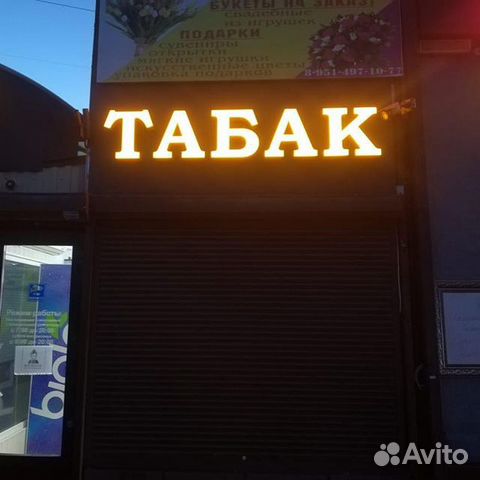 БУКЕТЫ НА ЗАКАЗ!
свадебные
из игрушек
ПОДАРКИ
сувениры
открытки
мягкие игрушки
искусственные цветы
упаковка подарков
8-951-497-10-77
ТАБАК
Режим работы
Avito